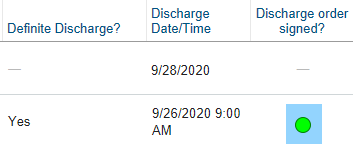 Definite Discharge? Discharge Date/Time Discharge order signed?
— 9/28/2020 —
Yes 9/26/2020 9:00 AM